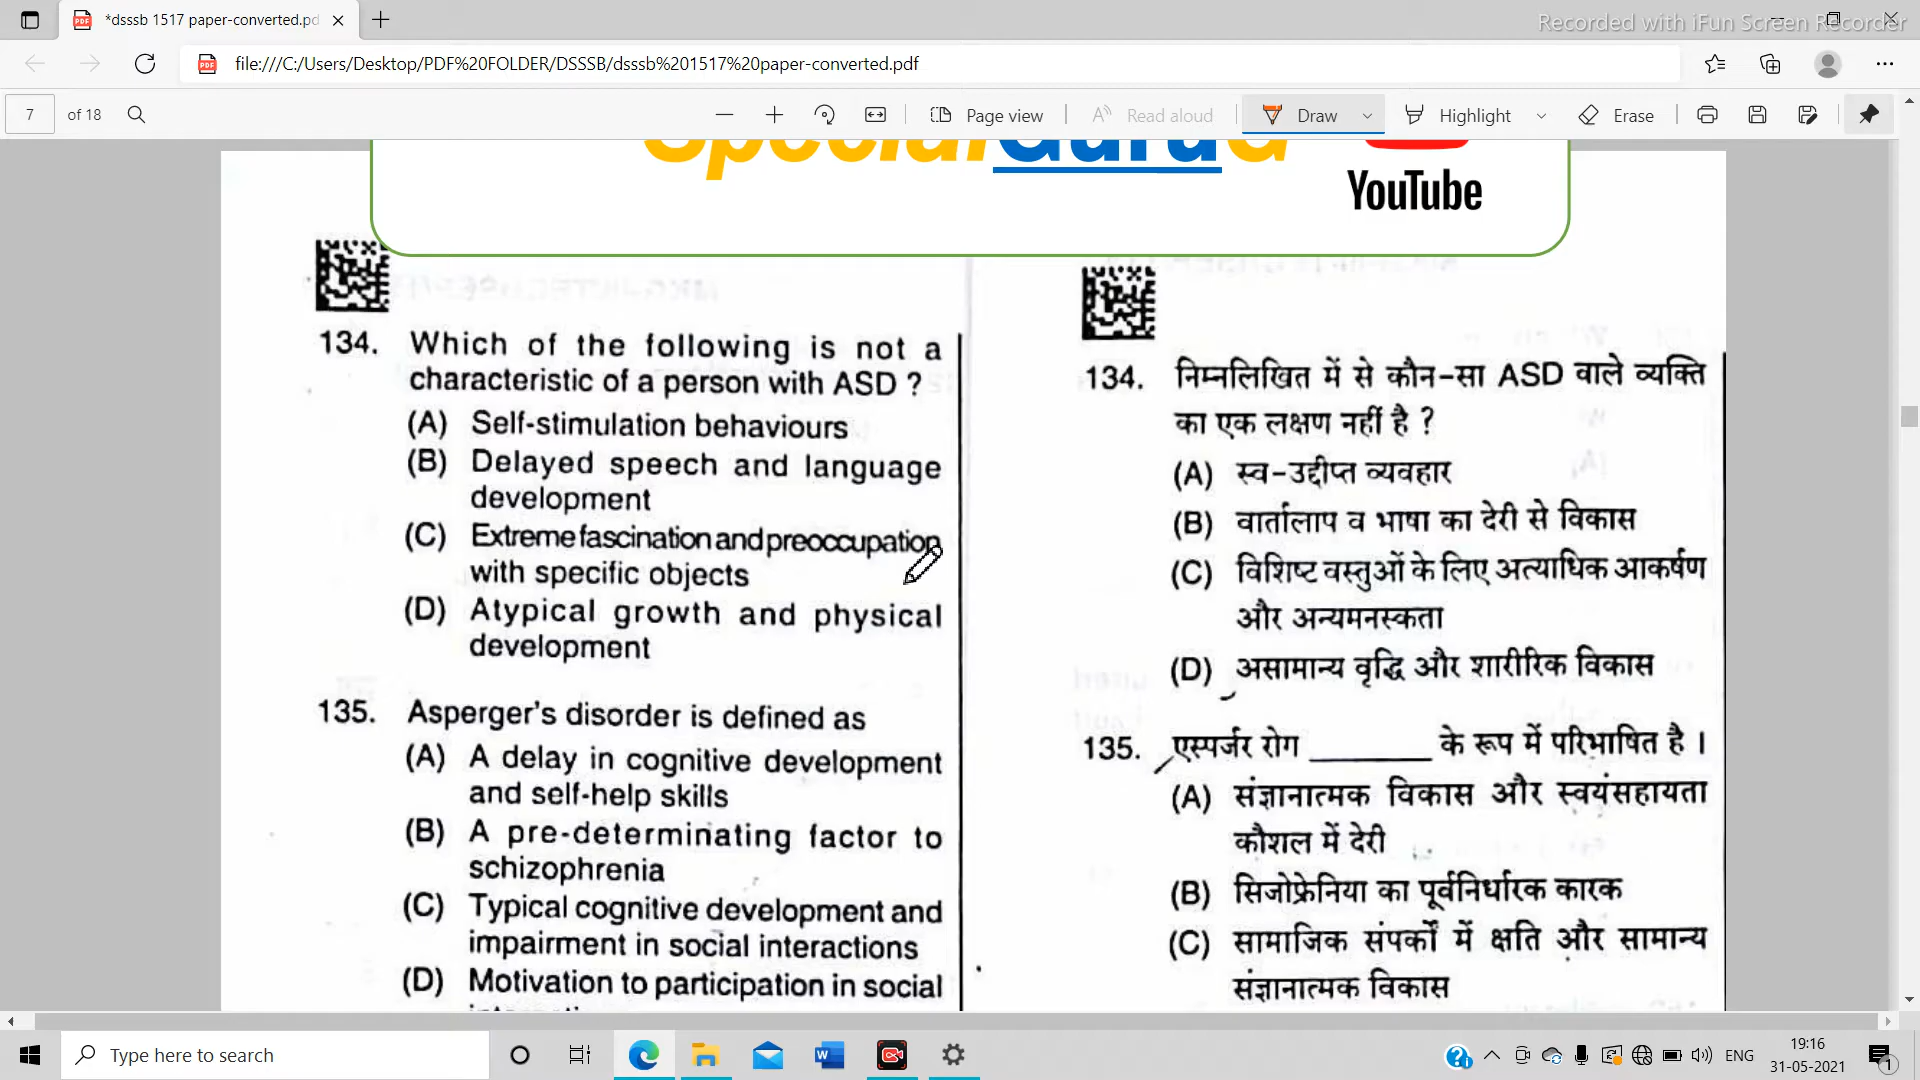 Recorded with iFun Screen Recorder
*dsssb 1517 paper-converted.pd
file:///C:/Users/Desktop/PDF%20FOLDER/DSSSB/dsssb%201517%20paper-converted.pdf
7 of 18
Page view
Read aloud
Draw
Highlight
Erase
SpecialGuruG
YouTube
134. Which of the following is not a
characteristic of a person with ASD ?
(A) Self-stimulation behaviours
(B) Delayed speech and language
development
(C) Extreme fascination and preoccupation
with specific objects
(D) Atypical growth and physical
development
135. Asperger's disorder is defined as
(A) A delay in cognitive development
and self-help skills
(B) A pre-determinating factor to
schizophrenia
(C) Typical cognitive development and
impairment in social interactions
(D) Motivation to participation in social
134. निम्नलिखित में से कौन-सा ASD वाले व्यक्ति
का एक लक्षण नहीं है ?
(A) स्व-उद्दीप्त व्यवहार
(B) वार्तालाप व भाषा का देरी से विकास
(C) विशिष्ट वस्तुओं के लिए अत्याधिक आकर्षण
और अन्यमनस्कता
(D) असामान्य वृद्धि और शारीरिक विकास
135. एस्पर्जर रोग ________ के रूप में परिभाषित है ।
(A) संज्ञानात्मक विकास और स्वयंसहायता
कौशल में देरी
(B) सिजोफ्रेनिया का पूर्वनिर्धारक कारक
(C) सामाजिक संपर्कों में क्षति और सामान्य
संज्ञानात्मक विकास
Type here to search
ENG
19:16
31-05-2021
1